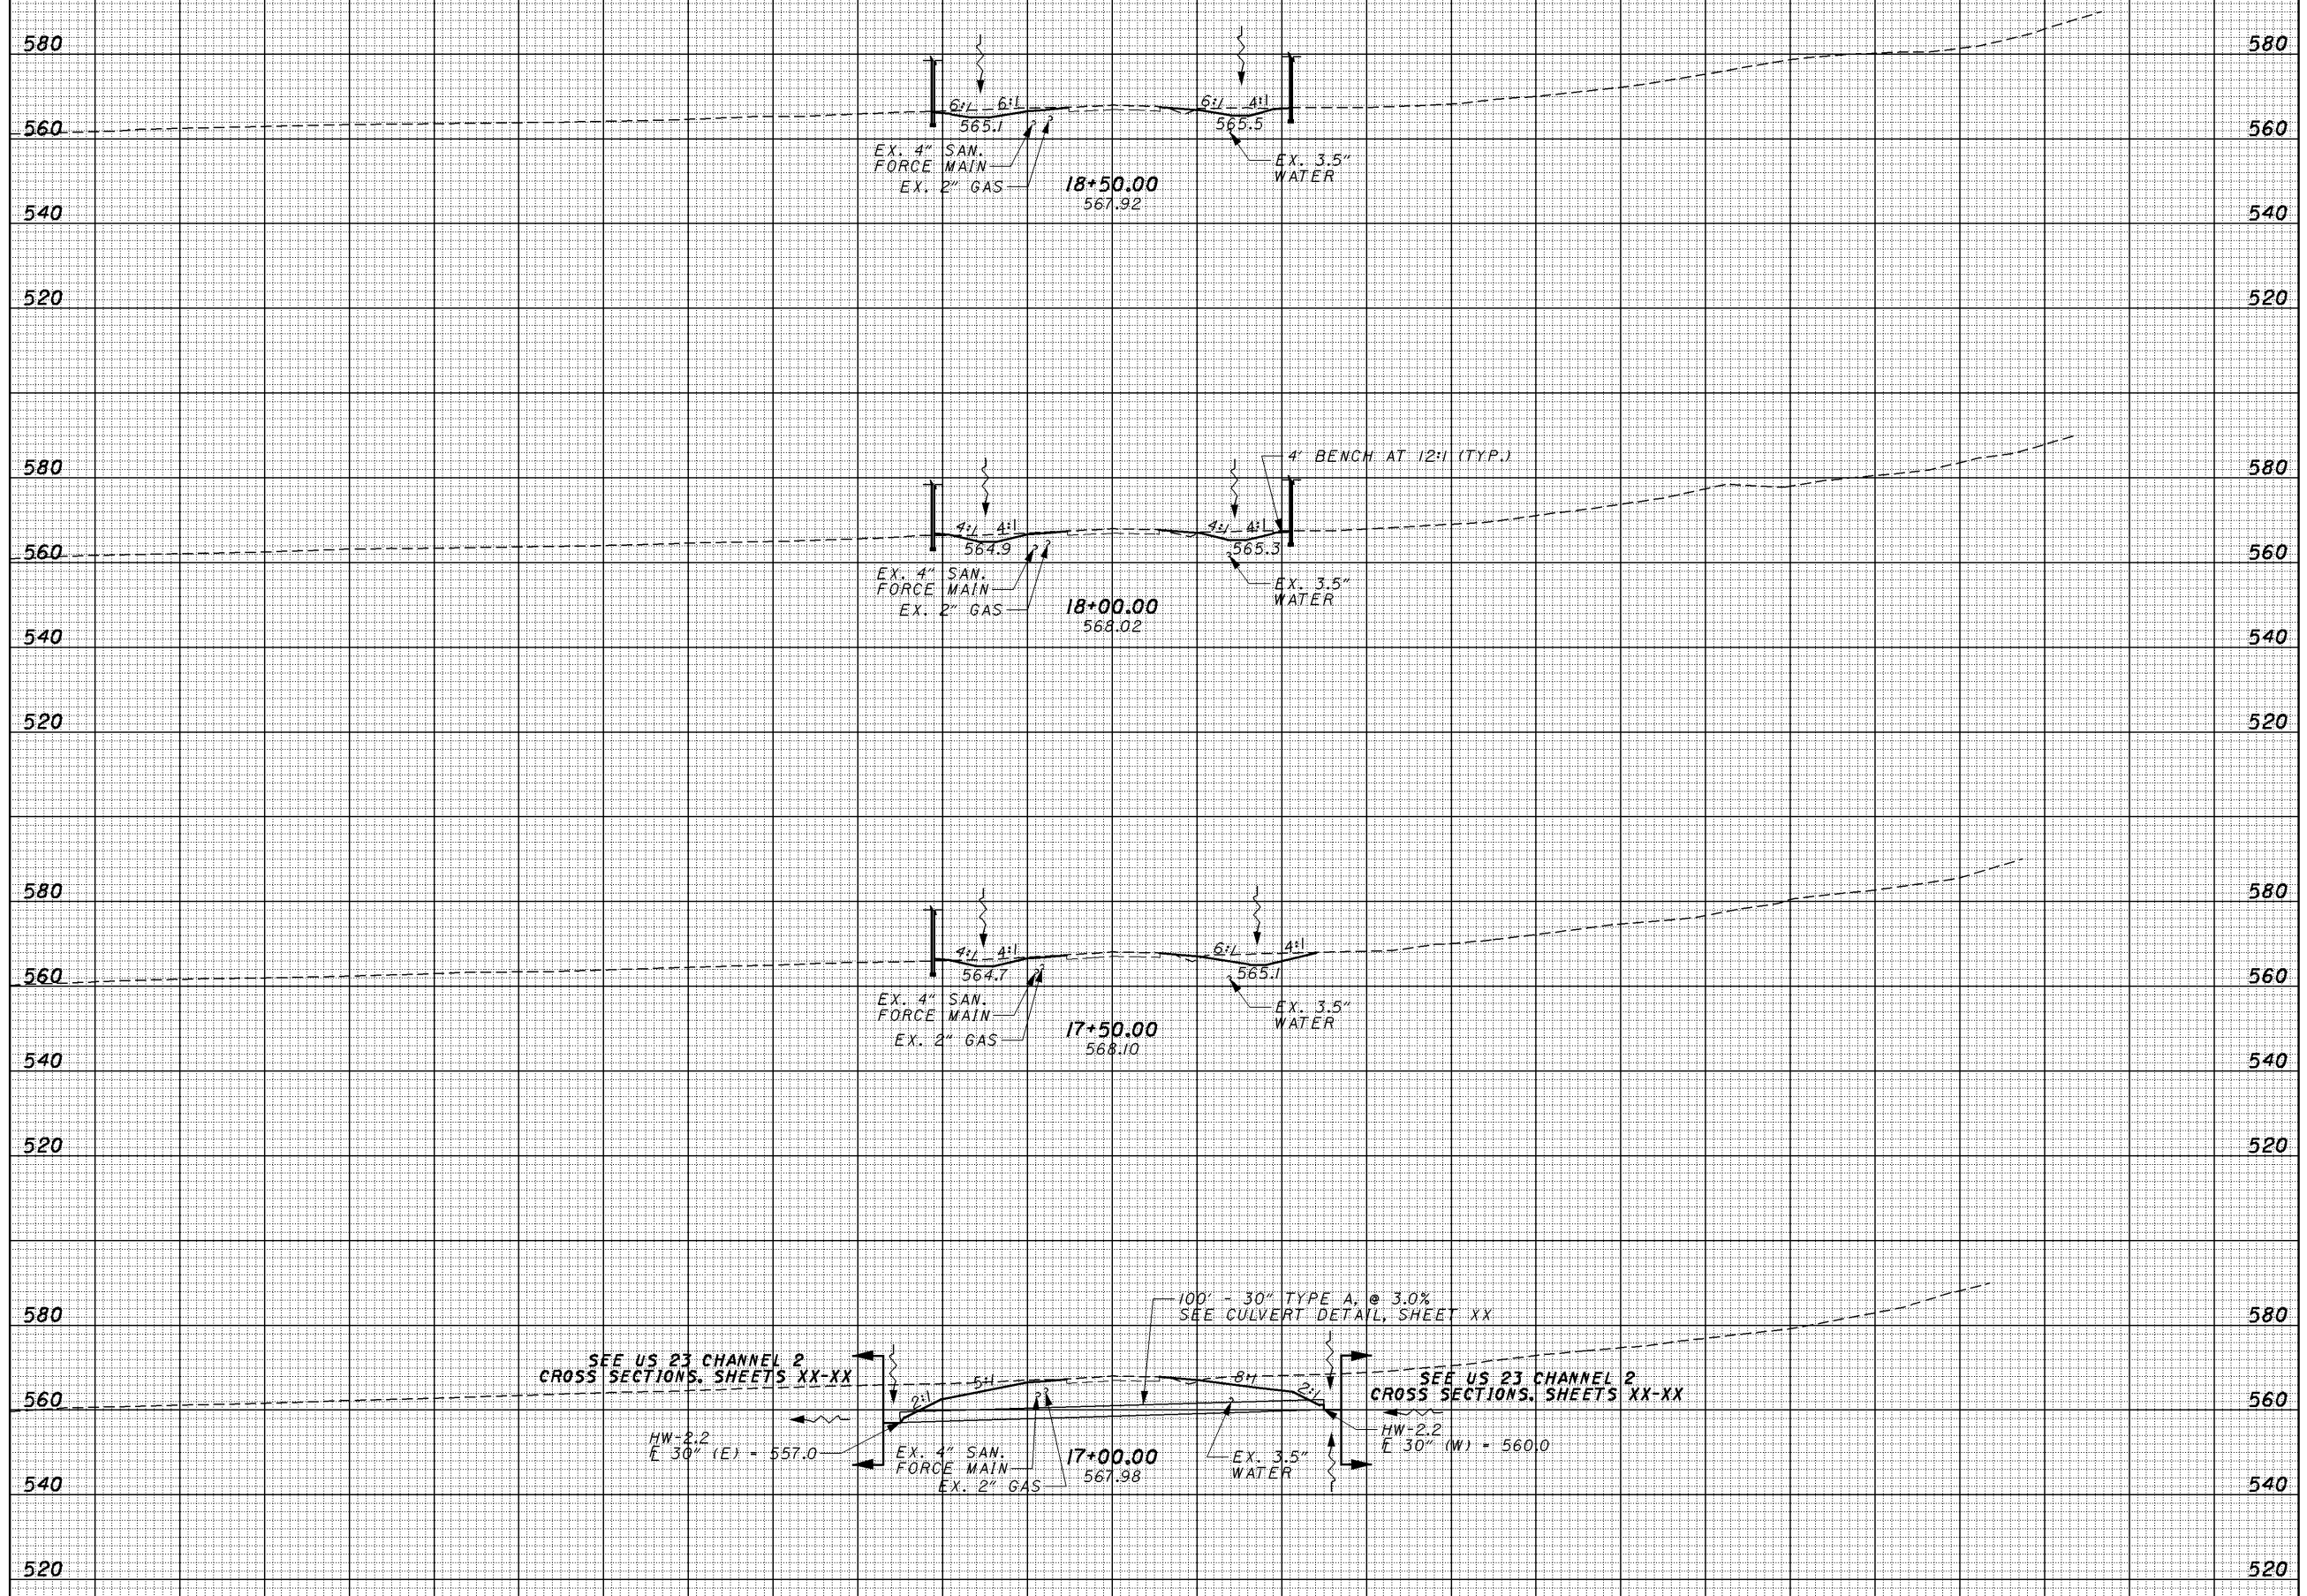 580 580
6:1 6:1 6:1 4:1
565.1 565.5
560 560
EX. 4" SAN.
FORCE MAIN
EX. 2" GAS
EX. 3.5"
WATER
18+50.00
567.92
540 540
520 520
4' BENCH AT 12:1 (TYP.)
580 580
4:1 4:1 4:1 4:1
564.9 565.3
560 560
EX. 4" SAN.
FORCE MAIN
EX. 2" GAS
EX. 3.5"
WATER
18+00.00
568.02
540 540
520 520
580 580
4:1 4:1 6:1 4:1
564.7 565.1
560 560
EX. 4" SAN.
FORCE MAIN
EX. 2" GAS
EX. 3.5"
WATER
17+50.00
568.10
540 540
520 520
100' - 30" TYPE A, @ 3.0%
SEE CULVERT DETAIL, SHEET XX
580 580
SEE US 23 CHANNEL 2
CROSS SECTIONS. SHEETS XX-XX
2:1 5:1 8:1 2:1
SEE US 23 CHANNEL 2
CROSS SECTIONS. SHEETS XX-XX
560 560
HW-2.2
30" (E) = 557.0
EX. 4" SAN.
FORCE MAIN
EX. 2" GAS
17+00.00
567.98
EX. 3.5"
WATER
HW-2.2
30" (W) = 560.0
540 540
520 520